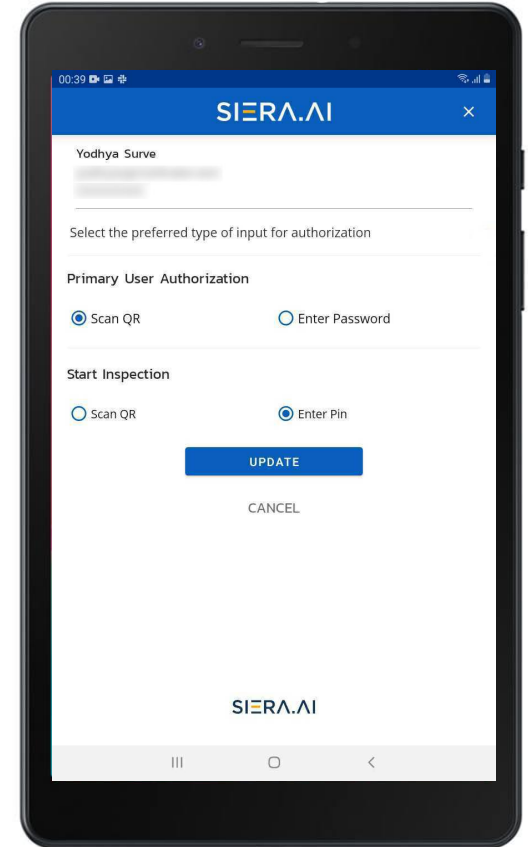 00:39
SIERA.AI
Yodhya Surve
Select the preferred type of input for authorization
Primary User Authorization
Scan QR Enter Password
Start Inspection
Scan QR Enter Pin
UPDATE
CANCEL
SIERA.AI